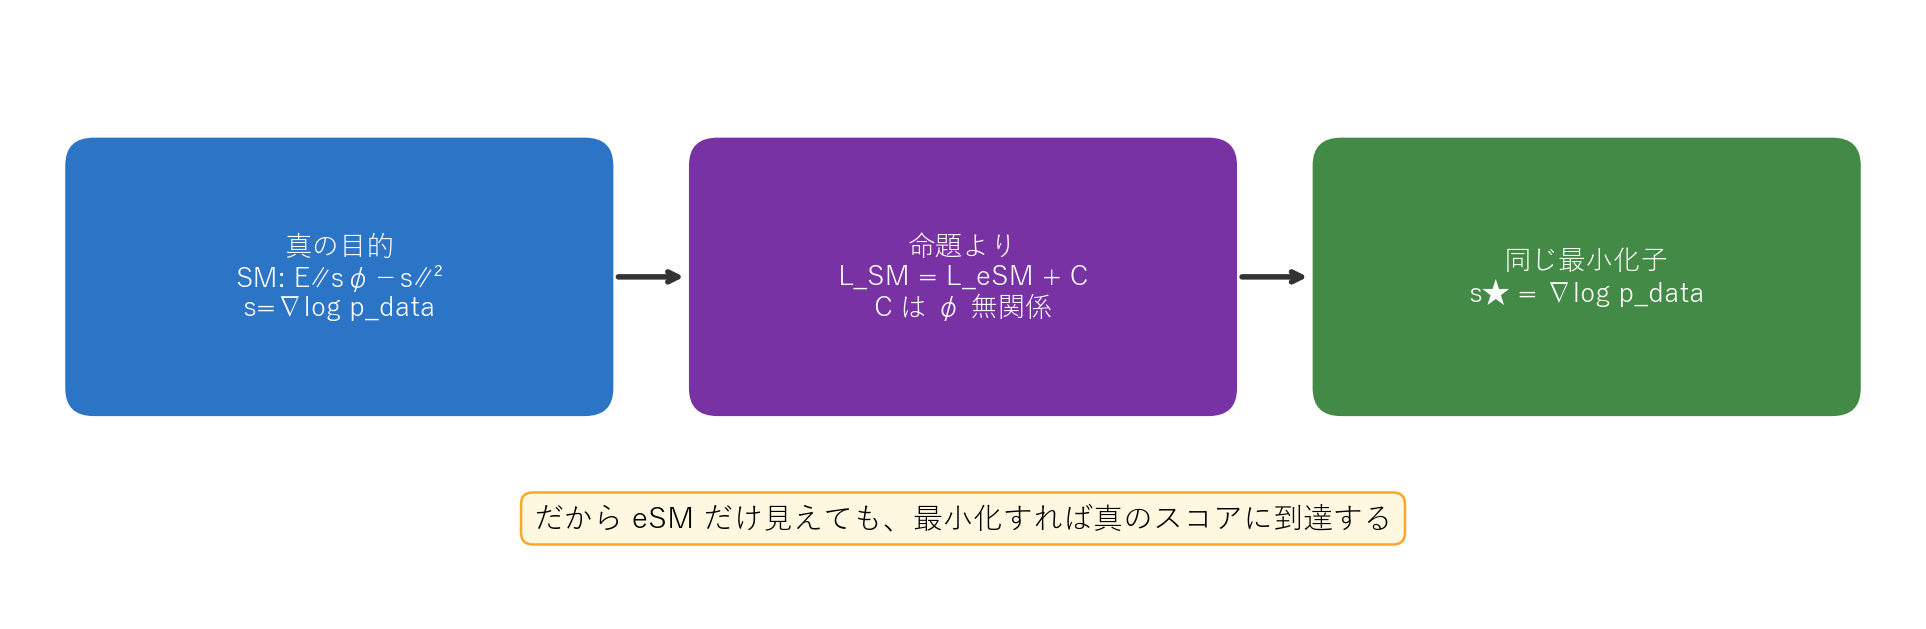 真の目的
SM: E∥sφ−s∥²
s=∇log p_data
命題より
L_SM = L_eSM + C
C は φ 無関係
同じ最小化子
s★ = ∇log p_data
だから eSM だけ見えても、最小化すれば真のスコアに到達する